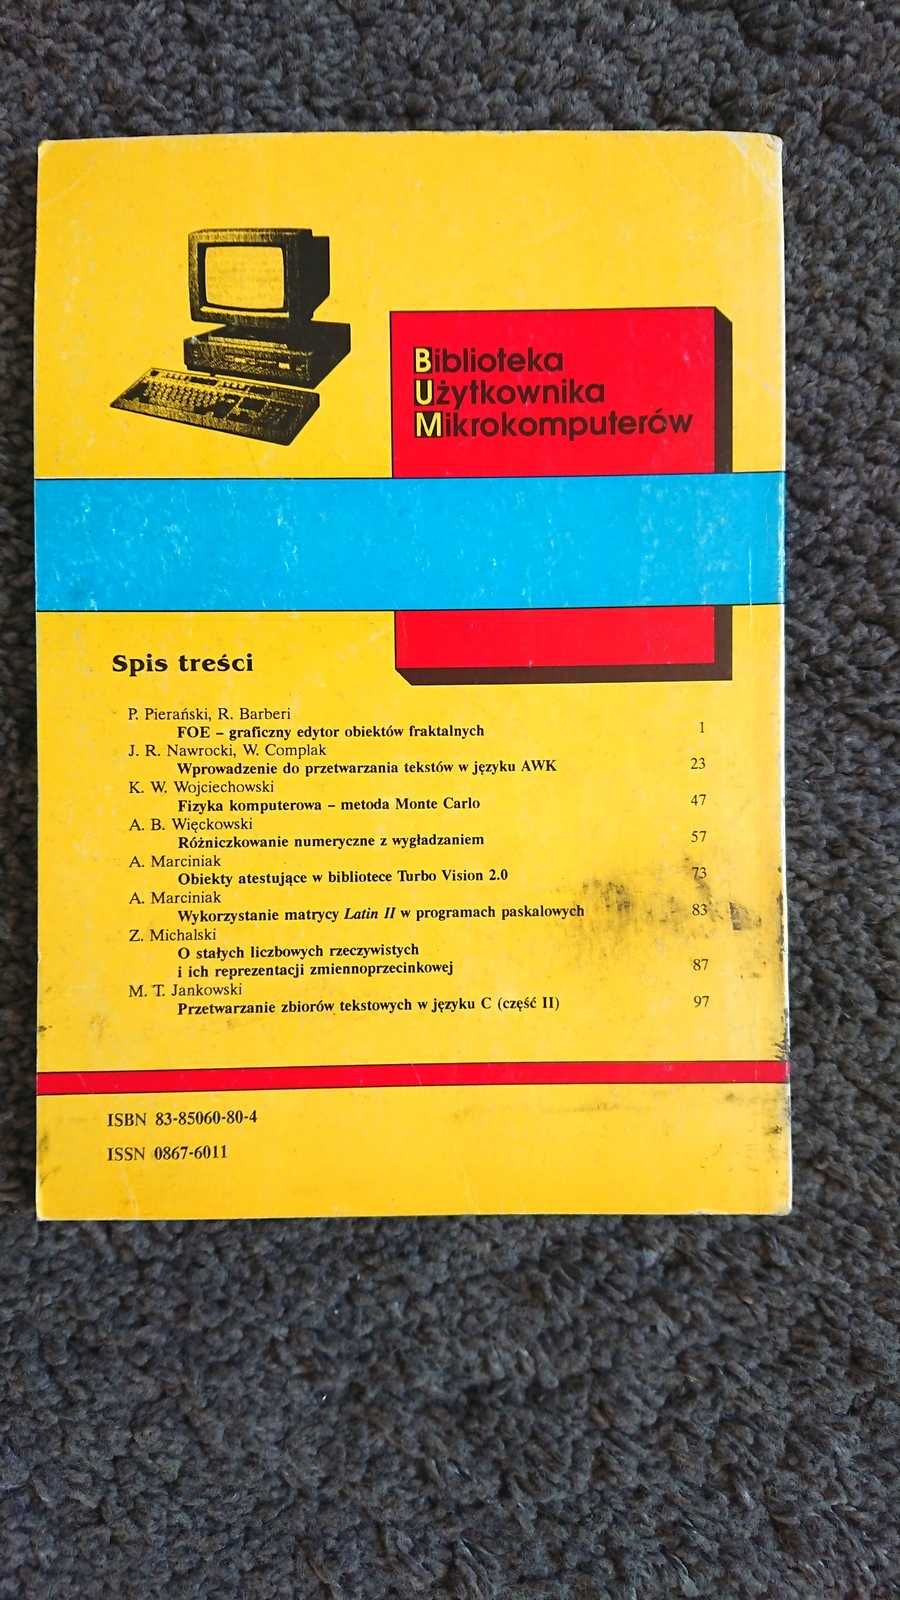 Biblioteka
Użytkownika
Mikrokomputerów
Spis treści
P. Pierański, R. Barberi
FOE – graficzny edytor obiektów fraktalnych 1
J. R. Nawrocki, W. Complak
Wprowadzenie do przetwarzania tekstów w języku AWK 23
K. W. Wojciechowski
Fizyka komputerowa – metoda Monte Carlo 47
A. B. Więckowski
Różniczkowanie numeryczne z wygładzaniem 57
A. Marciniak
Obiekty atestujące w bibliotece Turbo Vision 2.0 73
A. Marciniak
Wykorzystanie matrycy Latin II w programach paskalowych 83
Z. Michalski
O stałych liczbowych rzeczywistych
i ich reprezentacji zmiennoprzecinkowej 87
M. T. Jankowski
Przetwarzanie zbiorów tekstowych w języku C (część II) 97
ISBN 83-85060-80-4
ISSN 0867-6011